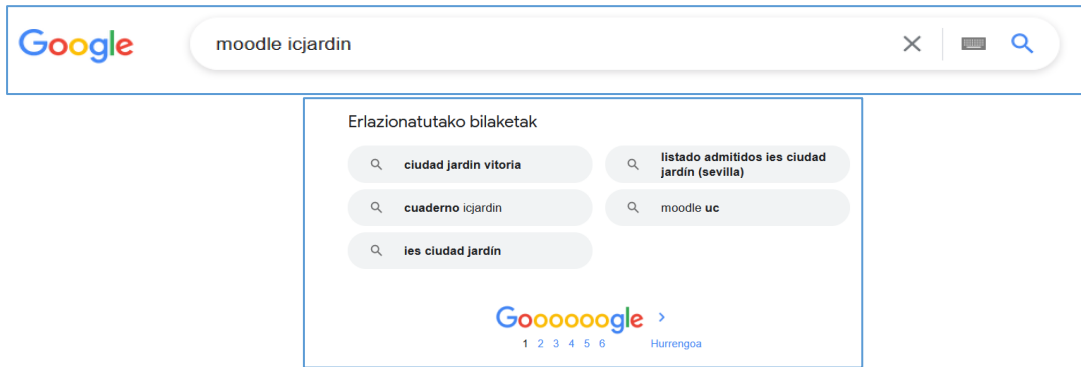 Google
moodle icjardin
Erlazionatutako bilaketak
ciudad jardin vitoria
listado admitidos ies ciudad
jardín (sevilla)
cuaderno icjardin
moodle uc
ies ciudad jardín
Goooooogle >
1 2 3 4 5 6 Hurrengoa